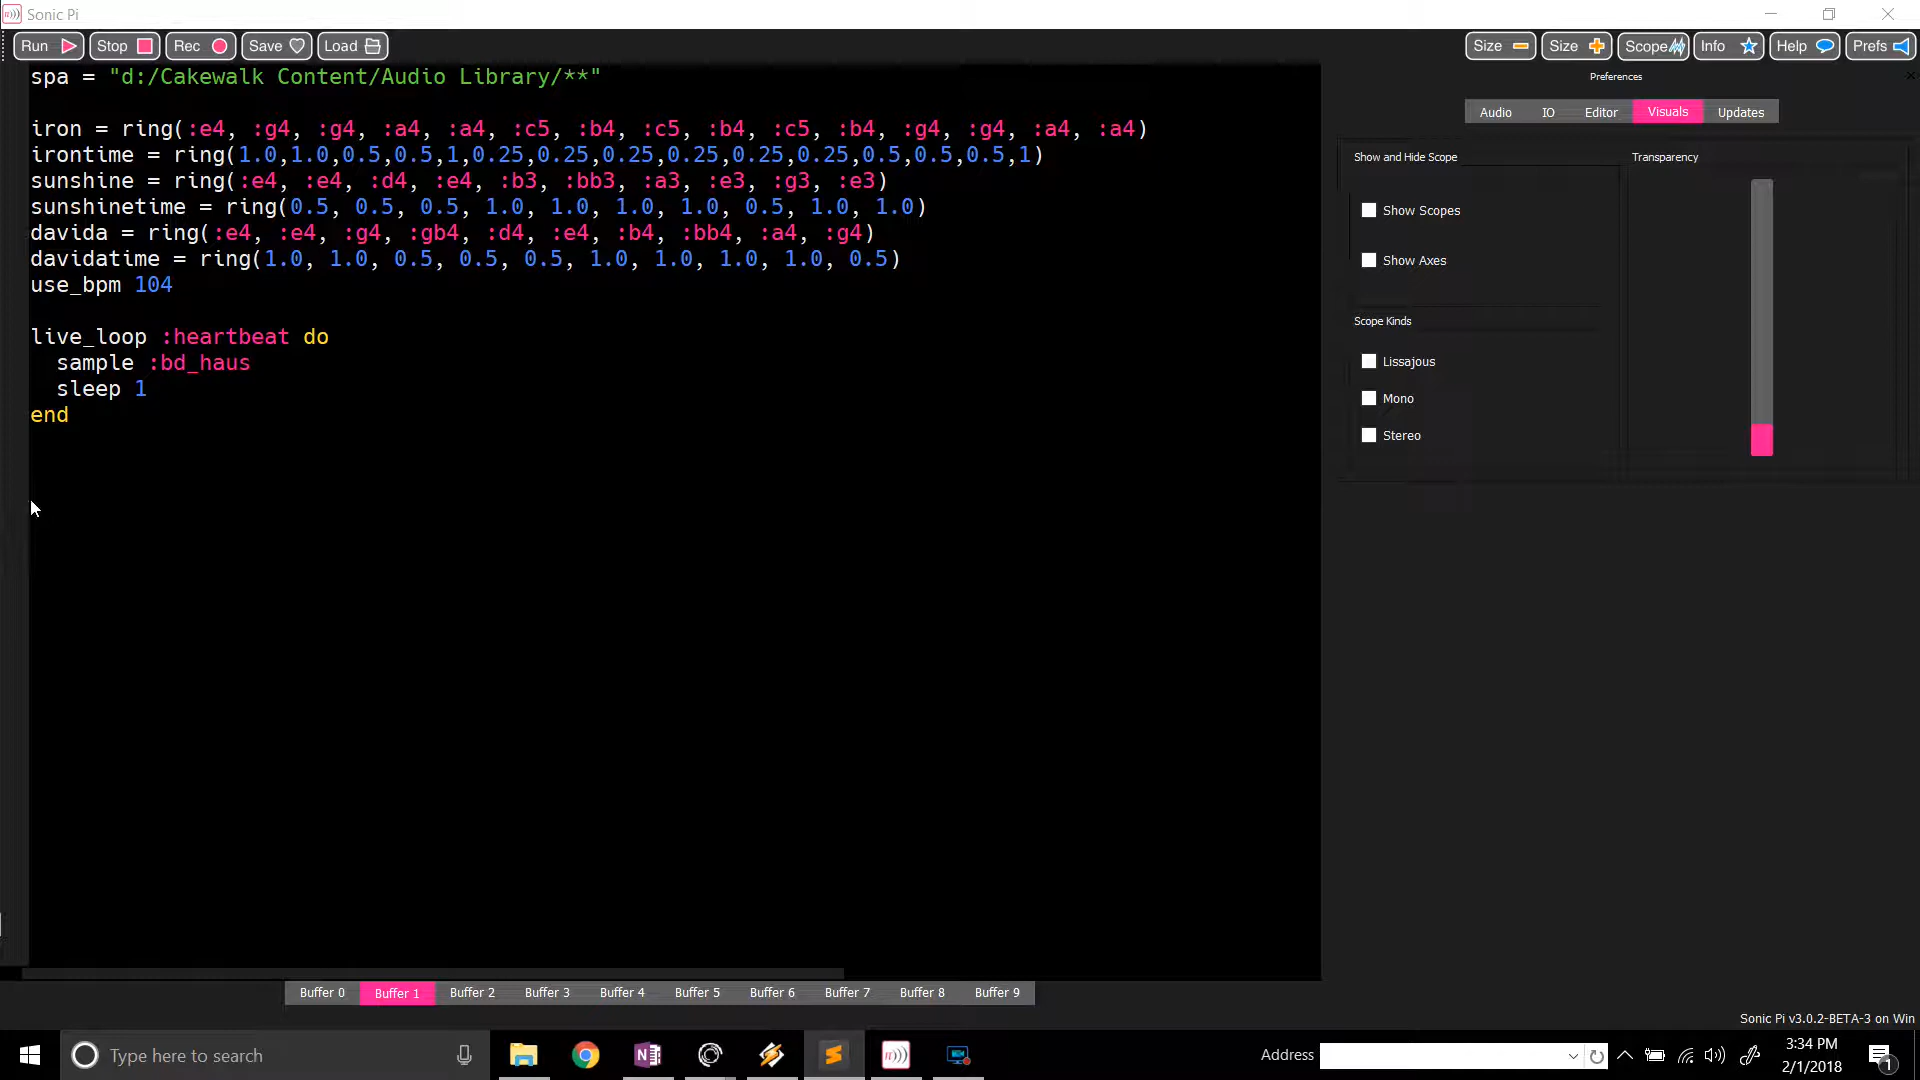 Sonic Pi
Run Stop Rec Save Load Size Size Scope Info Help Prefs
spa = "d:/Cakewalk Content/Audio Library/**"
iron = ring(:e4, :g4, :g4, :a4, :a4, :c5, :b4, :c5, :b4, :c5, :b4, :g4, :g4, :a4, :a4)
irontime = ring(1.0,1.0,0.5,0.5,1,0.25,0.25,0.25,0.25,0.25,0.25,0.5,0.5,0.5,1)
sunshine = ring(:e4, :e4, :d4, :e4, :b3, :bb3, :a3, :e3, :g3, :e3)
sunshinetime = ring(0.5, 0.5, 0.5, 1.0, 1.0, 1.0, 1.0, 0.5, 1.0, 1.0)
davida = ring(:e4, :e4, :g4, :gb4, :d4, :e4, :b4, :bb4, :a4, :g4)
davidatime = ring(1.0, 1.0, 0.5, 0.5, 0.5, 1.0, 1.0, 1.0, 1.0, 0.5)
use_bpm 104
live_loop :heartbeat do
sample :bd_haus
sleep 1
end
Preferences
Audio IO Editor Visuals Updates
Show and Hide Scope
Show Scopes
Show Axes
Scope Kinds
Lissajous
Mono
Stereo
Transparency
Buffer 0 Buffer 1 Buffer 2 Buffer 3 Buffer 4 Buffer 5 Buffer 6 Buffer 7 Buffer 8 Buffer 9
Sonic Pi v3.0.2-BETA-3 on Win
Type here to search
Address
3:34 PM
2/1/2018
1